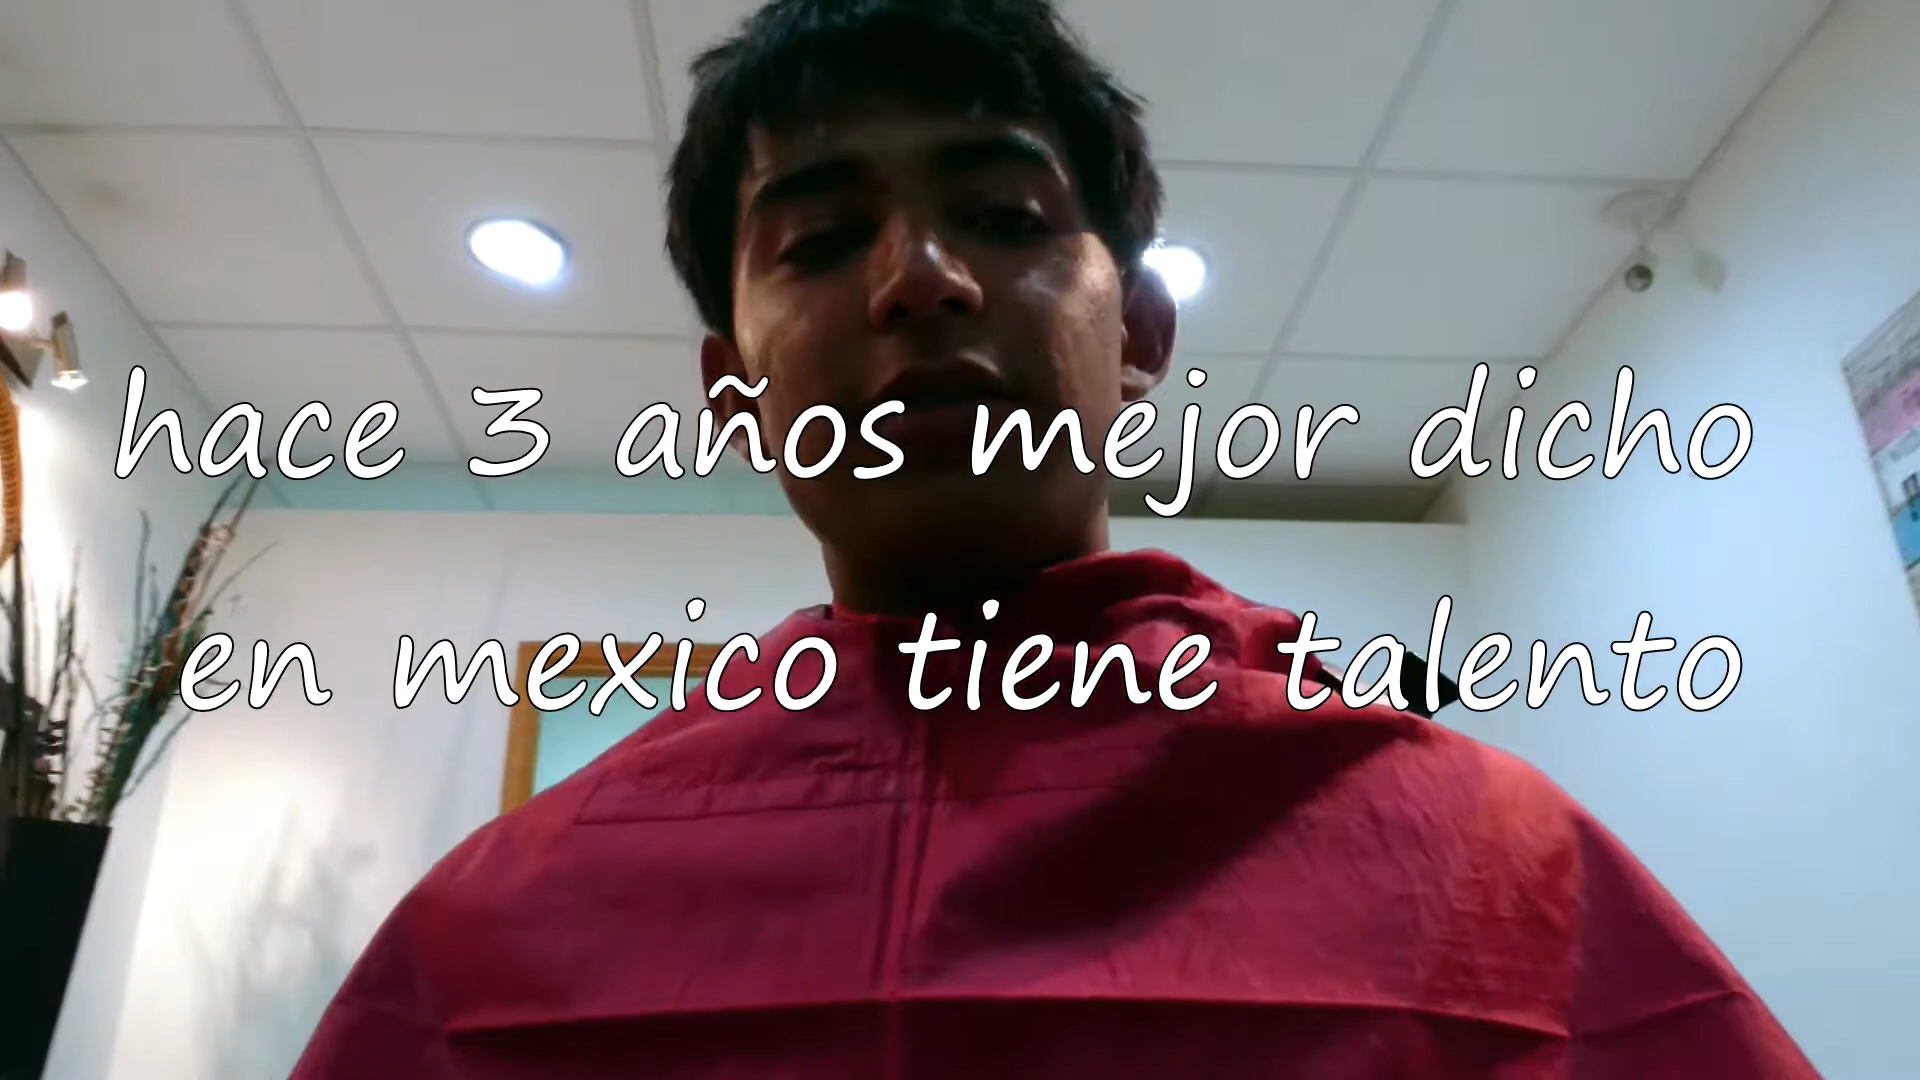 hace 3 años mejor dicho
en mexico tiene talento